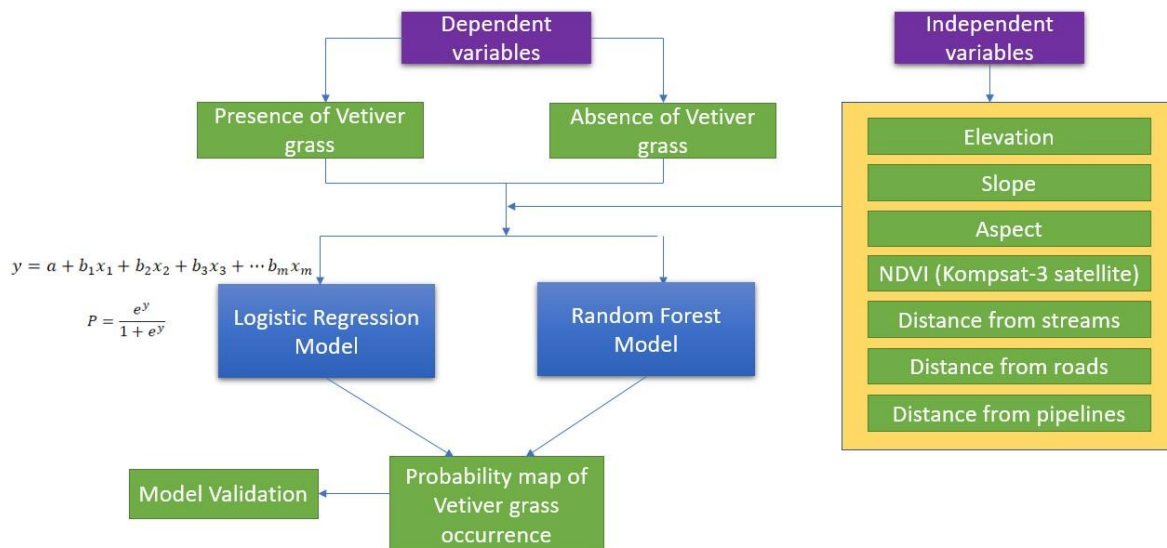 Dependent
variables
Independent
variables
Presence of Vetiver
grass
Absence of Vetiver
grass
Elevation
Slope
Aspect
NDVI (Kompsat-3 satellite)
Distance from streams
Distance from roads
Distance from pipelines
y = a + b₁x₁ + b₂x₂ + b₃x₃ + ⋯ bₘxₘ
P = e^y / 1 + e^y
Logistic Regression
Model
Random Forest
Model
Model Validation
Probability map of
Vetiver grass
occurrence